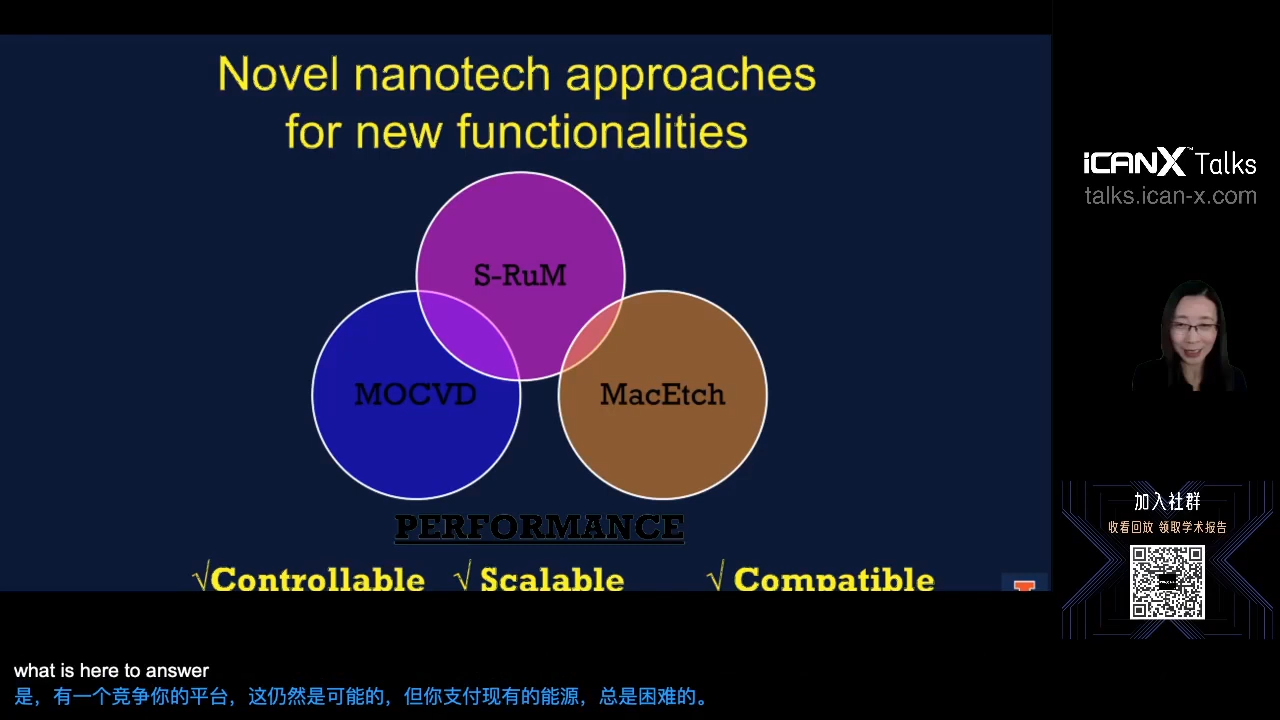 Novel nanotech approaches
for new functionalities
S-RuM
MOCVD
MacEtch
PERFORMANCE
√Controllable √ Scalable √ Compatible
iCANX Talks
talks.ican-x.com
加入社群
收看回放 领取学术报告
what is here to answer
是，有一个竞争你的平台，这仍然是可能的，但你支付现有的能源，总是困难的。